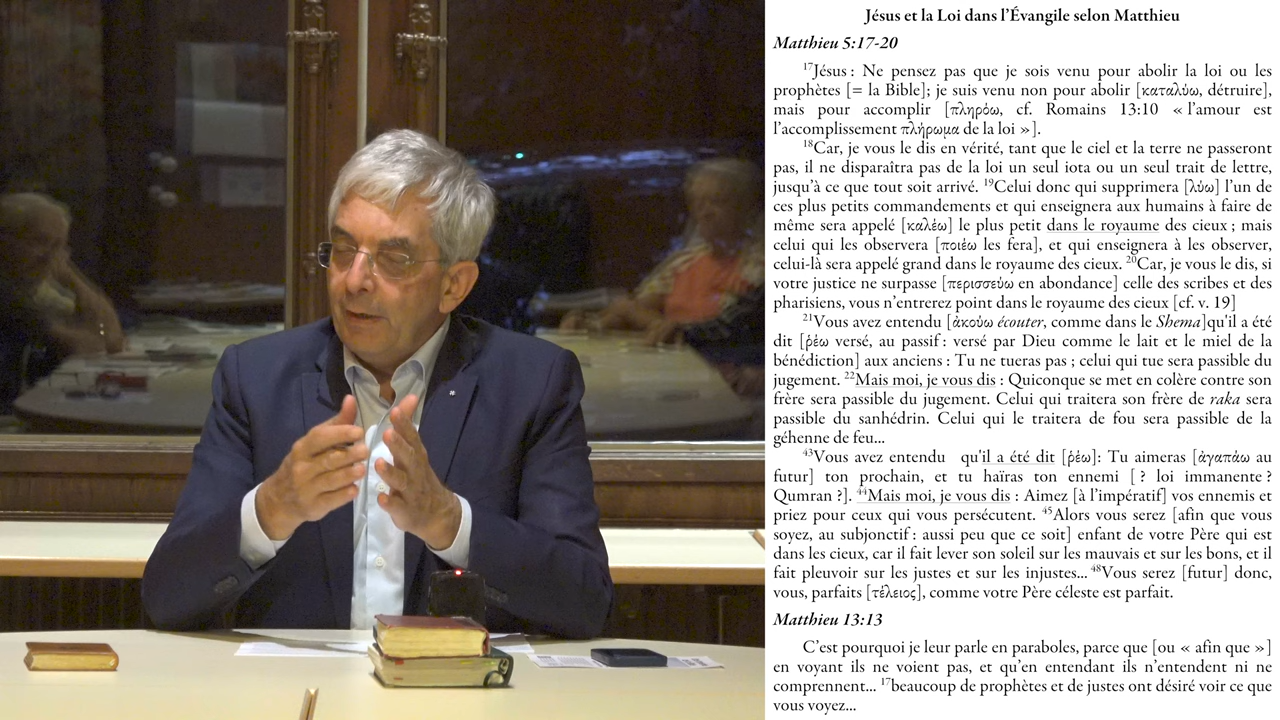 Jésus et la Loi dans l’Évangile selon Matthieu
Matthieu 5:17-20
17Jésus : Ne pensez pas que je sois venu pour abolir la loi ou les
prophètes [= la Bible]; je suis venu non pour abolir [καταλύω, détruire],
mais pour accomplir [πληρόω, cf. Romains 13:10 « l’amour est
l’accomplissement πλήρωμα de la loi »].
18Car, je vous le dis en vérité, tant que le ciel et la terre ne passeront
pas, il ne disparaîtra pas de la loi un seul iota ou un seul trait de lettre,
jusqu’à ce que tout soit arrivé. 19Celui donc qui supprimera [λύω] l’un de
ces plus petits commandements et qui enseignera aux humains à faire de
même sera appelé [καλέω] le plus petit dans le royaume des cieux ; mais
celui qui les observera [ποιέω les fera], et qui enseignera à les observer,
celui-là sera appelé grand dans le royaume des cieux. 20Car, je vous le dis, si
votre justice ne surpasse [περισσεύω en abondance] celle des scribes et des
pharisiens, vous n’entrerez point dans le royaume des cieux [cf. v. 19]
21Vous avez entendu [ἀκούω écouter, comme dans le Shema]qu'il a été
dit [ῥέω versé, au passif : versé par Dieu comme le lait et le miel de la
bénédiction] aux anciens : Tu ne tueras pas ; celui qui tue sera passible du
jugement. 22Mais moi, je vous dis : Quiconque se met en colère contre son
frère sera passible du jugement. Celui qui traitera son frère de raka sera
passible du sanhédrin. Celui qui le traitera de fou sera passible de la
géhenne de feu...
43Vous avez entendu qu'il a été dit [ῥέω]: Tu aimeras [ἀγαπάω au
futur] ton prochain, et tu haïras ton ennemi [ ? loi immanente ?
Qumran ?]. 44Mais moi, je vous dis : Aimez [à l’impératif] vos ennemis et
priez pour ceux qui vous persécutent. 45Alors vous serez [afin que vous
soyez, au subjonctif : aussi peu que ce soit] enfant de votre Père qui est
dans les cieux, car il fait lever son soleil sur les mauvais et sur les bons, et il
fait pleuvoir sur les justes et sur les injustes... 48Vous serez [futur] donc,
vous, parfaits [τέλειος], comme votre Père céleste est parfait.
Matthieu 13:13
C’est pourquoi je leur parle en paraboles, parce que [ou « afin que »]
en voyant ils ne voient pas, et qu’en entendant ils n’entendent ni ne
comprennent... 17beaucoup de prophètes et de justes ont désiré voir ce que
vous voyez...